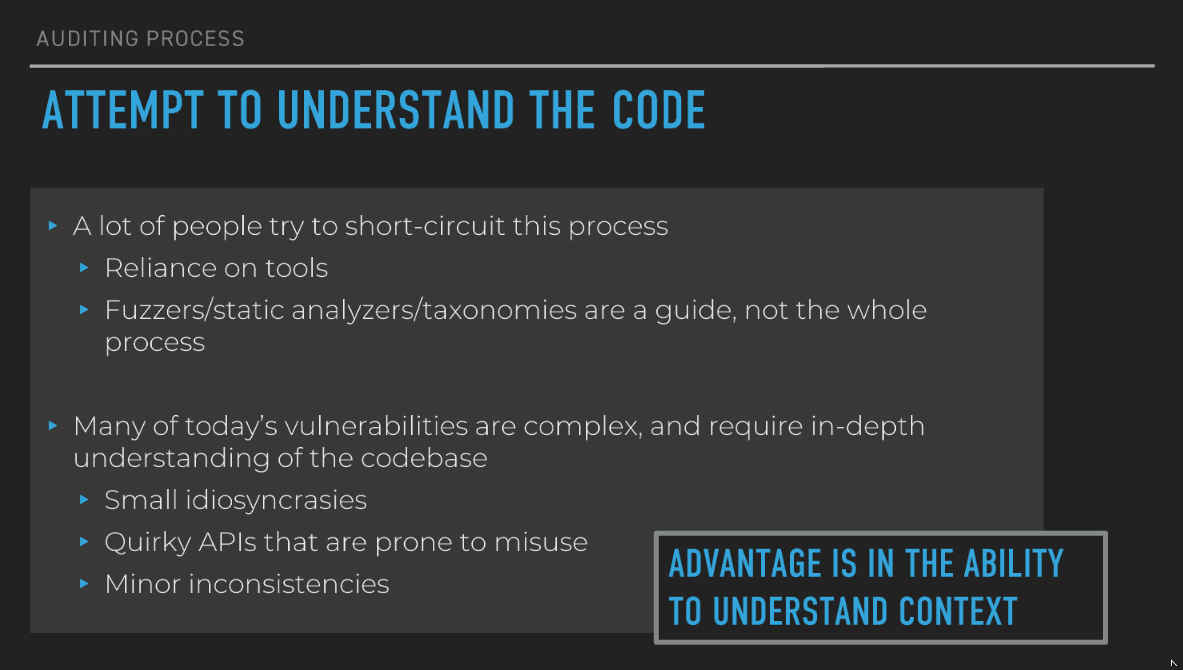 AUDITING PROCESS
ATTEMPT TO UNDERSTAND THE CODE
A lot of people try to short-circuit this process
Reliance on tools
Fuzzers/static analyzers/taxonomies are a guide, not the whole
process
Many of today’s vulnerabilities are complex, and require in-depth
understanding of the codebase
Small idiosyncrasies
Quirky APIs that are prone to misuse
Minor inconsistencies
ADVANTAGE IS IN THE ABILITY
TO UNDERSTAND CONTEXT